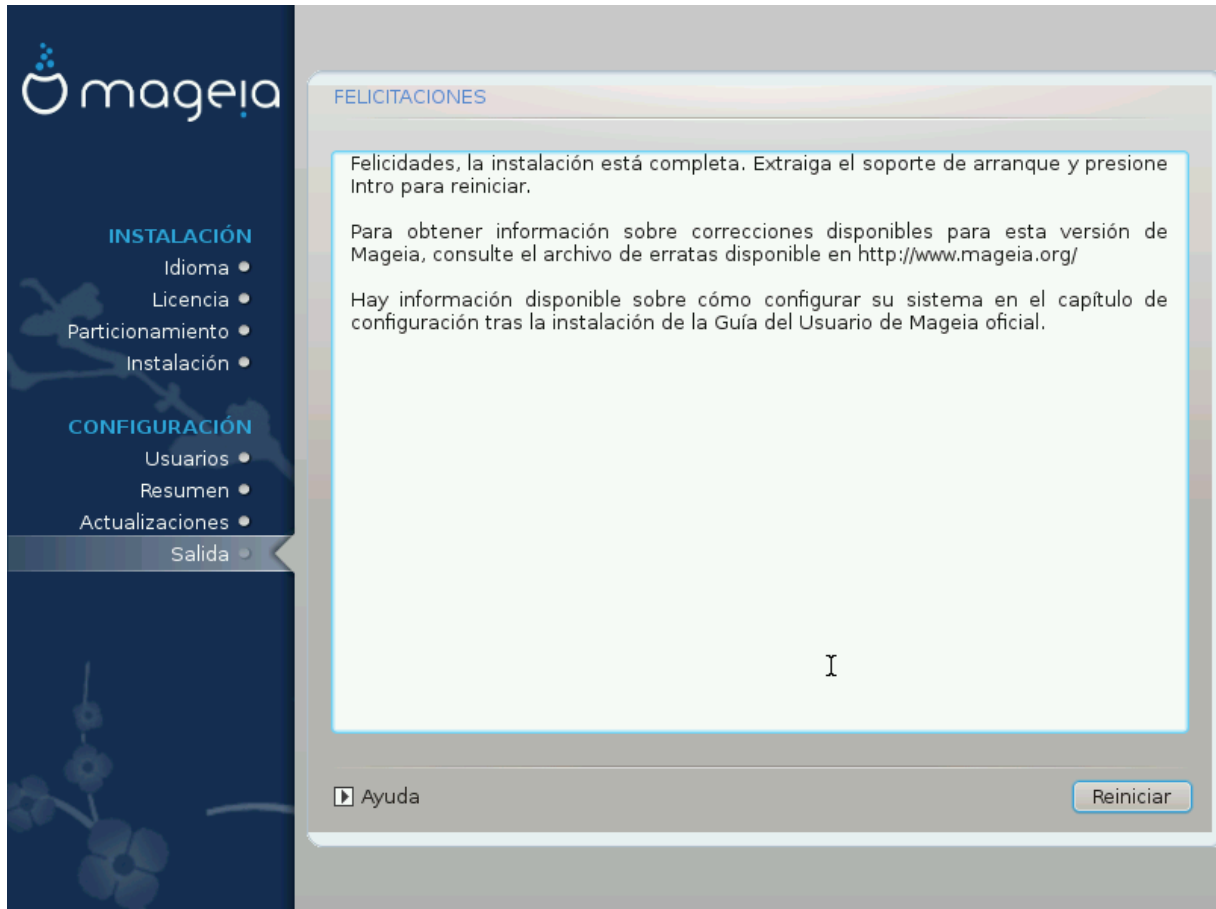 mageia
INSTALACIÓN
Idioma
Licencia
Particionamiento
Instalación
CONFIGURACIÓN
Usuarios
Resumen
Actualizaciones
Salida
FELICITACIONES
Felicidades, la instalación está completa. Extraiga el soporte de arranque y presione
Intro para reiniciar.
Para obtener información sobre correcciones disponibles para esta versión de
Mageia, consulte el archivo de erratas disponible en http://www.mageia.org/
Hay información disponible sobre cómo configurar su sistema en el capítulo de
configuración tras la instalación de la Guía del Usuario de Mageia oficial.
Ayuda
Reiniciar